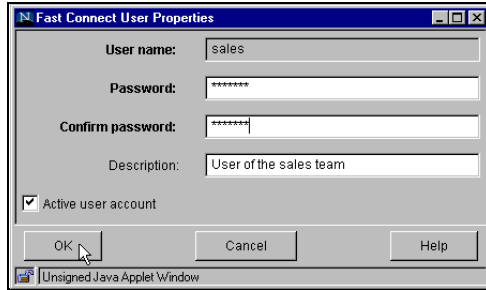 Fast Connect User Properties
User name: sales
Password: *******
Confirm password: *******
Description: User of the sales team
Active user account
OK Cancel Help
Unsigned Java Applet Window